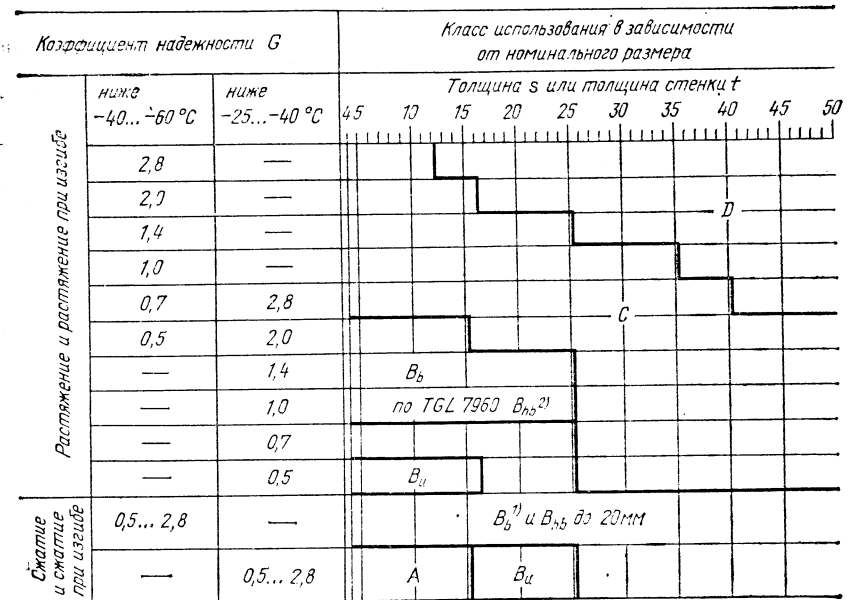 Коэффициент надежности G
Класс использования в зависимости
от номинального размера
Растяжение и растяжение при изгибе
ниже
-40... -60 °C
ниже
-25... -40 °C
Толщина s или толщина стенки t
4 5 10 15 20 25 30 35 40 45 50
2,8 —
2,0 —
1,4 —
1,0 —
0,7 2,8
0,5 2,0
— 1,4
— 1,0
— 0,7
— 0,5
D
C
Bb
по TGL 7960 Bhb2)
Bu
Сжатие
и сжатие
при изгибе
0,5... 2,8 —
Bb1) и Bhb до 20мм
— 0,5... 2,8
A
Bu